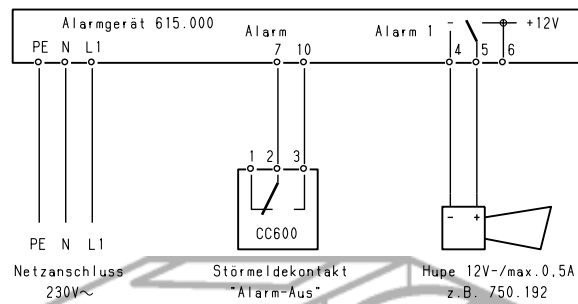 Alarmgerät 615.000
Alarm
Alarm 1
- +12V
PE N L1
7 10
4 5 6
1 2 3
CC600
- +
PE N L1
Netzanschluss
230V~
Störmeldekontakt
"Alarm-Aus"
Hupe 12V-/max.0,5A
z.B. 750.192